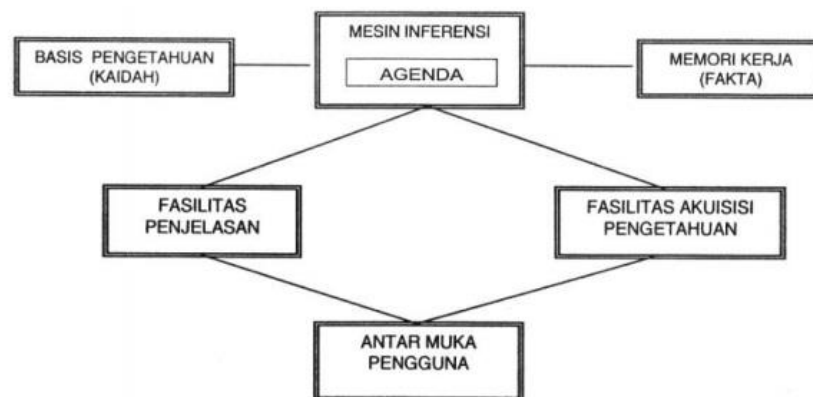 MESIN INFERENSI
AGENDA
BASIS PENGETAHUAN
(KAIDAH)
MEMORI KERJA
(FAKTA)
FASILITAS
PENJELASAN
FASILITAS AKUISISI
PENGETAHUAN
ANTAR MUKA
PENGGUNA